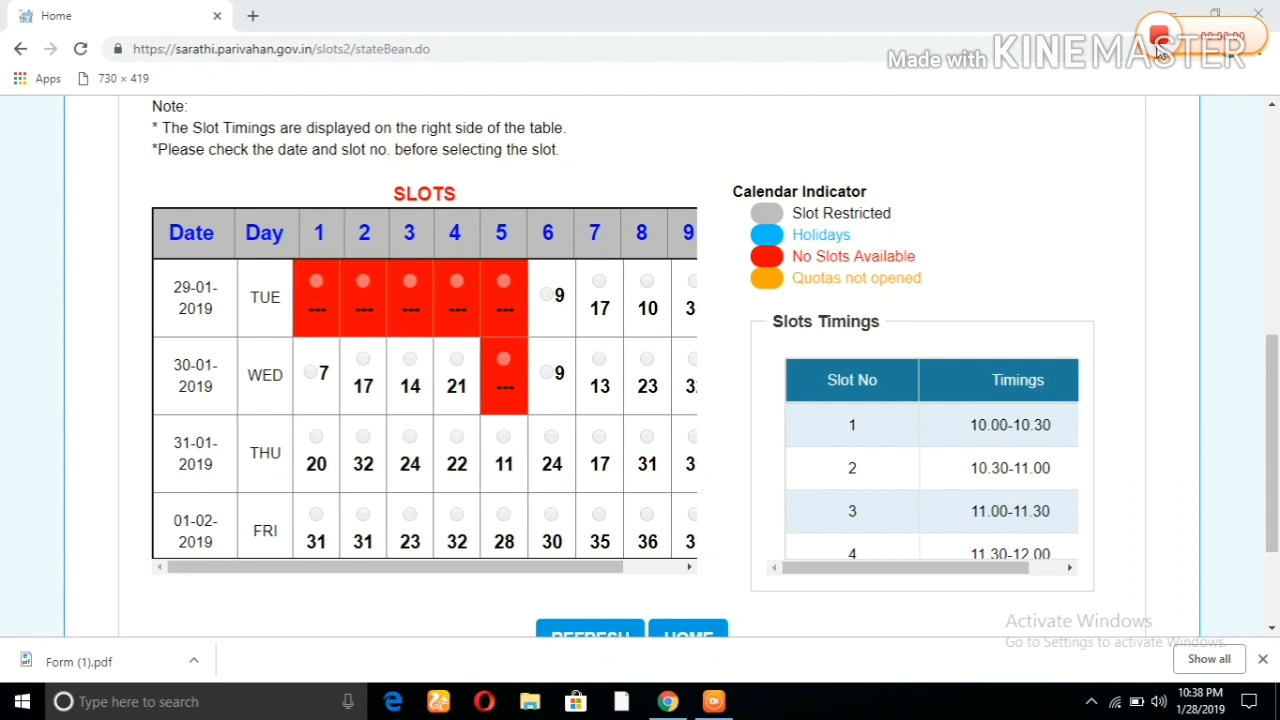 Home
https://sarathi.parivahan.gov.in/slots2/stateBean.do
00:00:00
Made with KINEMASTER
Apps 730 × 419
Note:
* The Slot Timings are displayed on the right side of the table.
*Please check the date and slot no. before selecting the slot.
SLOTS
Date Day 1 2 3 4 5 6 7 8 9
29-01-2019 TUE --- --- --- --- --- 9 17 10 3
30-01-2019 WED 7 17 14 21 --- 9 13 23
31-01-2019 THU 20 32 24 22 11 24 17 31 3
01-02-2019 FRI 31 31 23 32 28 30 35 36 3
Calendar Indicator
Slot Restricted
Holidays
No Slots Available
Quotas not opened
Slots Timings
Slot No Timings
1 10.00-10.30
2 10.30-11.00
3 11.00-11.30
4 11.30-12.00
REFRESH HOME
Activate Windows
Go to Settings to activate Windows.
Form (1).pdf
Show all
Type here to search
10:38 PM
1/28/2019